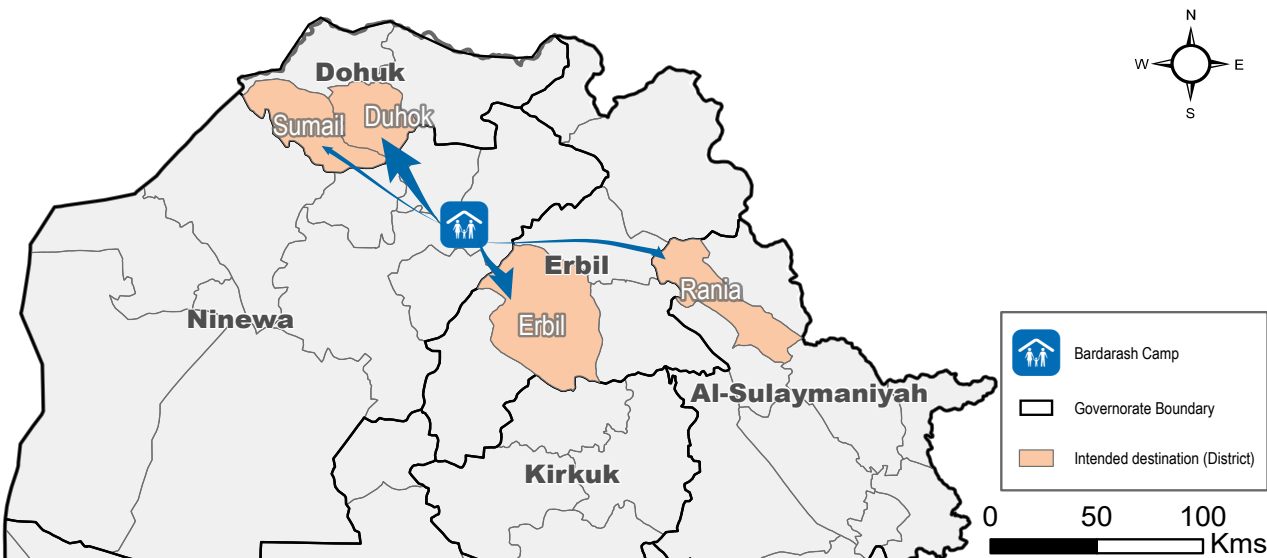 N
W E
S
Dohuk
Sumail
Duhok
Erbil
Rania
Erbil
Ninewa
Al-Sulaymaniyah
Kirkuk
Bardarash Camp
Governorate Boundary
Intended destination (District)
0 50 100
Kms